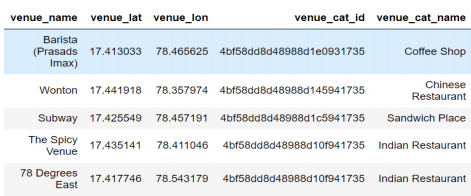 venue_name venue_lat venue_lon venue_cat_id venue_cat_name
Barista
(Prasads
Imax) 17.413033 78.465625 4bf58dd8d48988d1e0931735 Coffee Shop
Wonton 17.441918 78.357974 4bf58dd8d48988d145941735 Chinese
Restaurant
Subway 17.425549 78.457191 4bf58dd8d48988d1c5941735 Sandwich Place
The Spicy
Venue 17.435141 78.411046 4bf58dd8d48988d10f941735 Indian Restaurant
78 Degrees
East 17.417746 78.543179 4bf58dd8d48988d10f941735 Indian Restaurant